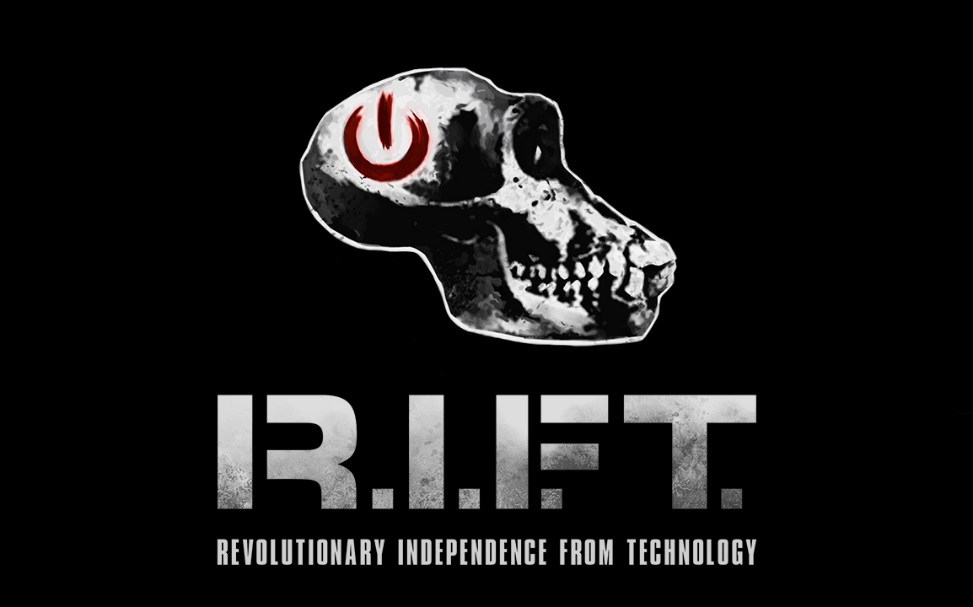 R.I.F.T.
REVOLUTIONARY INDEPENDENCE FROM TECHNOLOGY